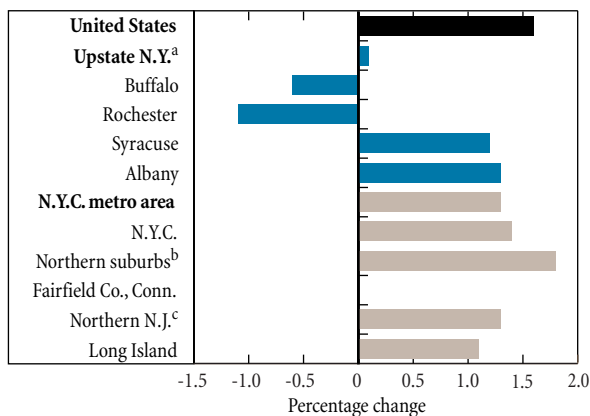 United States
Upstate N.Y.a
Buffalo
Rochester
Syracuse
Albany
N.Y.C. metro area
N.Y.C.
Northern suburbsb
Fairfield Co., Conn.
Northern N.J.c
Long Island
-1.5 -1.0 -0.5 0 0.5 1.0 1.5 2.0
Percentage change